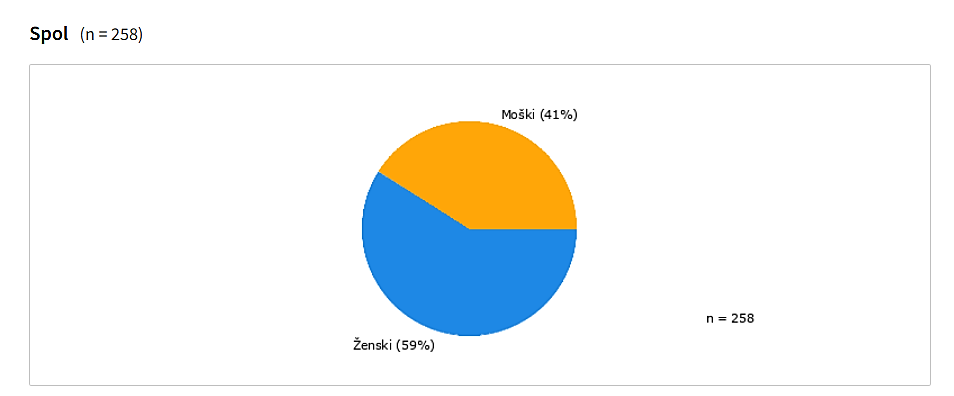 Spol (n = 258)
Moški (41%)
n = 258
Ženski (59%)